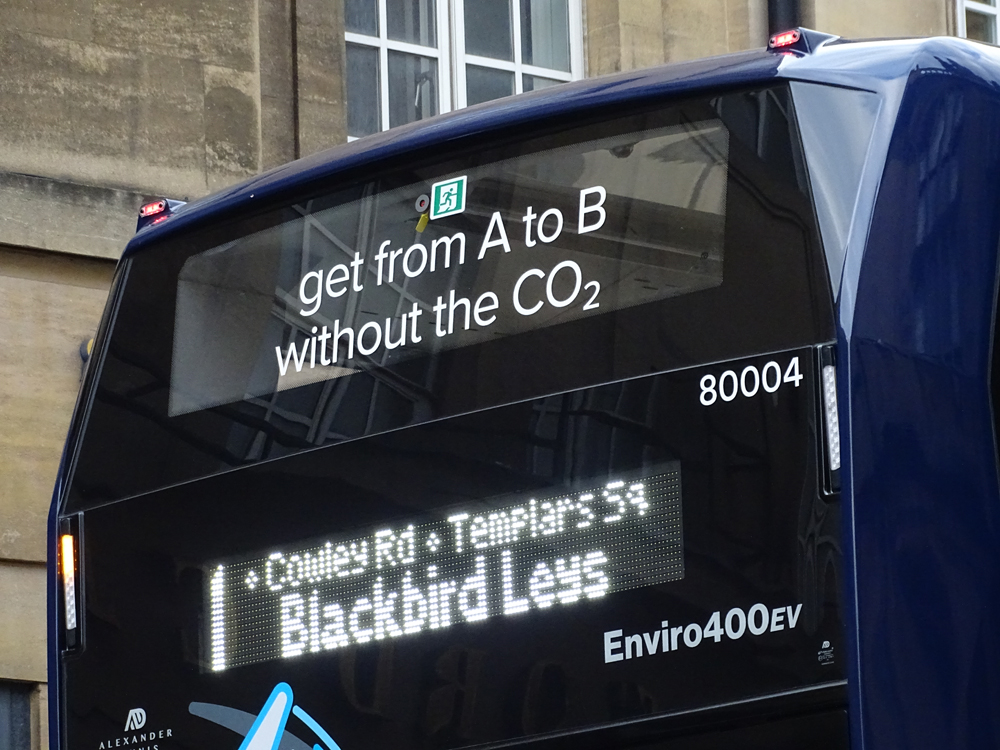 get from A to B
without the CO₂
80004
1 • Cowley Rd • Templars Sq
Blackbird Leys
Enviro400EV
ALEXANDER